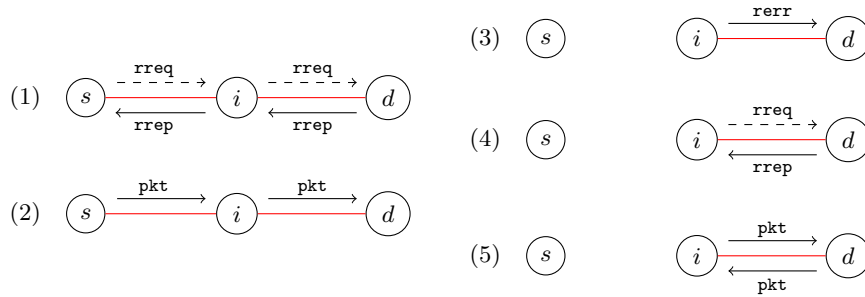 rreq rreq
(1) s i d
rrep rrep
pkt pkt
(2) s i d
rerr
(3) s i d
rreq
(4) s i d
rrep
pkt
(5) s i d
pkt